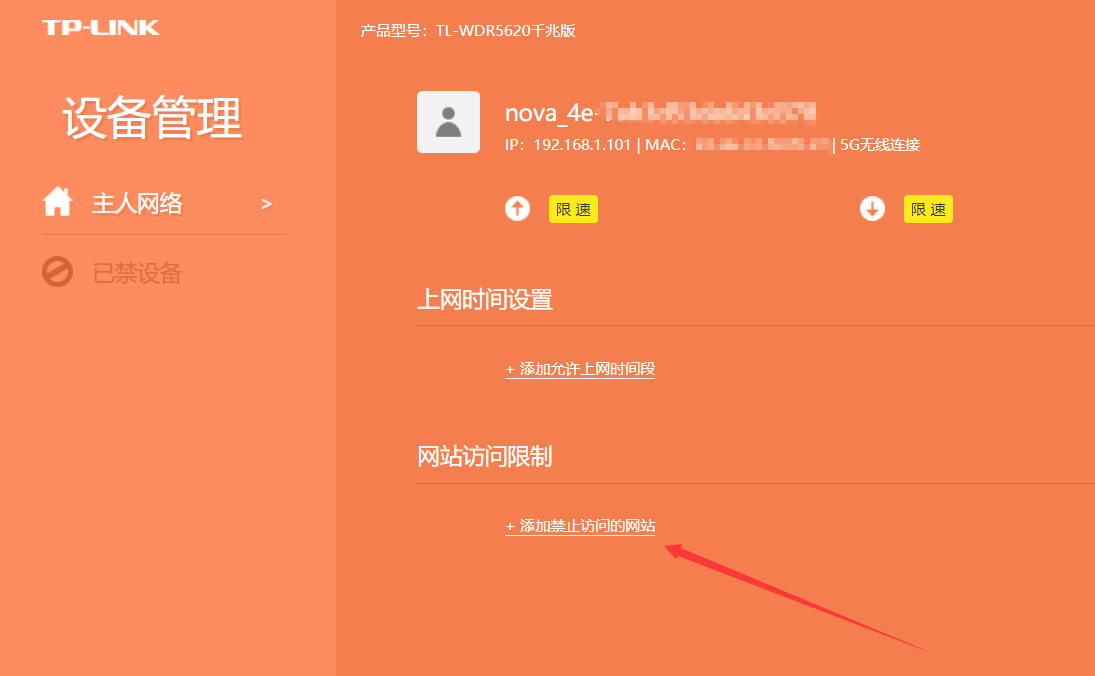 TP-LINK
产品型号：TL-WDR5620千兆版
设备管理
nova_4e-
IP：192.168.1.101 | MAC： | 5G无线连接
主人网络 >
限 速 限 速
已禁设备
上网时间设置
+ 添加允许上网时间段
网站访问限制
+ 添加禁止访问的网站